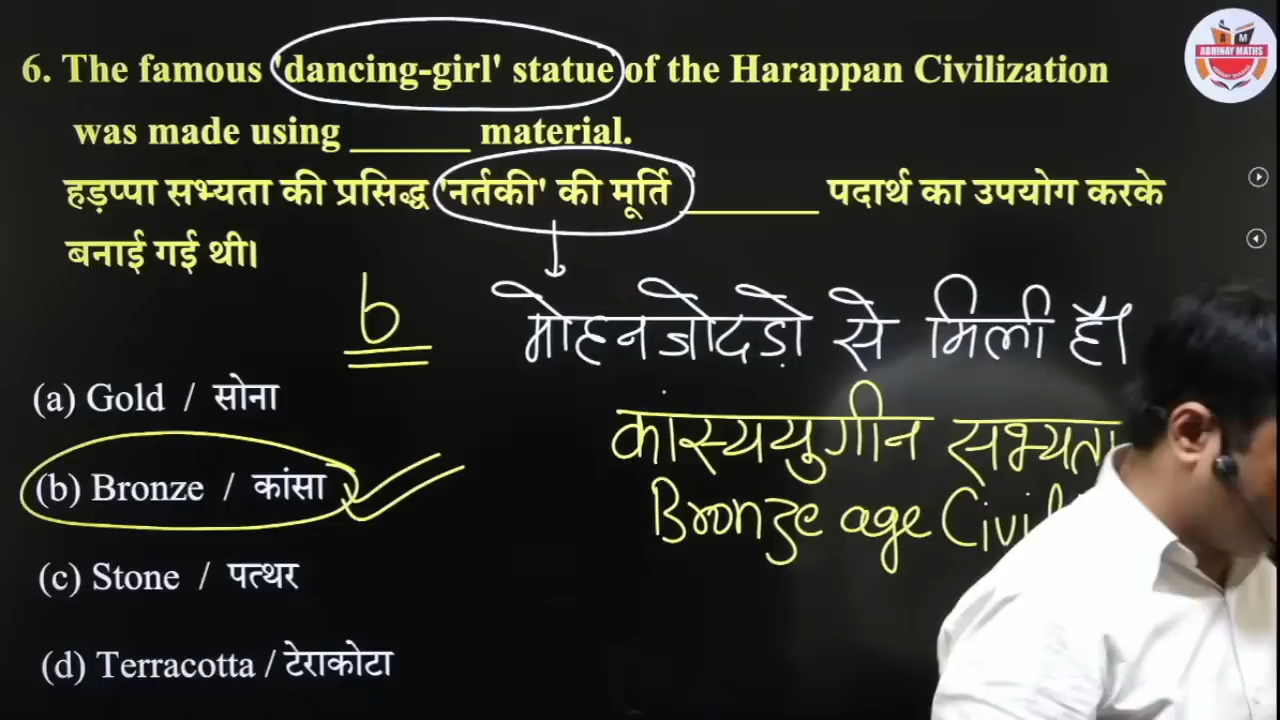 6. The famous 'dancing-girl' statue of the Harappan Civilization
was made using ______ material.
हड़प्पा सभ्यता की प्रसिद्ध 'नर्तकी' की मूर्ति ________ पदार्थ का उपयोग करके
बनाई गई थी।
b
मोहनजोदड़ो से मिली है।
(a) Gold / सोना
कांस्ययुगीन सभ्यता
(b) Bronze / कांसा
Bronze age
(c) Stone / पत्थर
(d) Terracotta / टेराकोटा
A M
ABHINAY MATHS